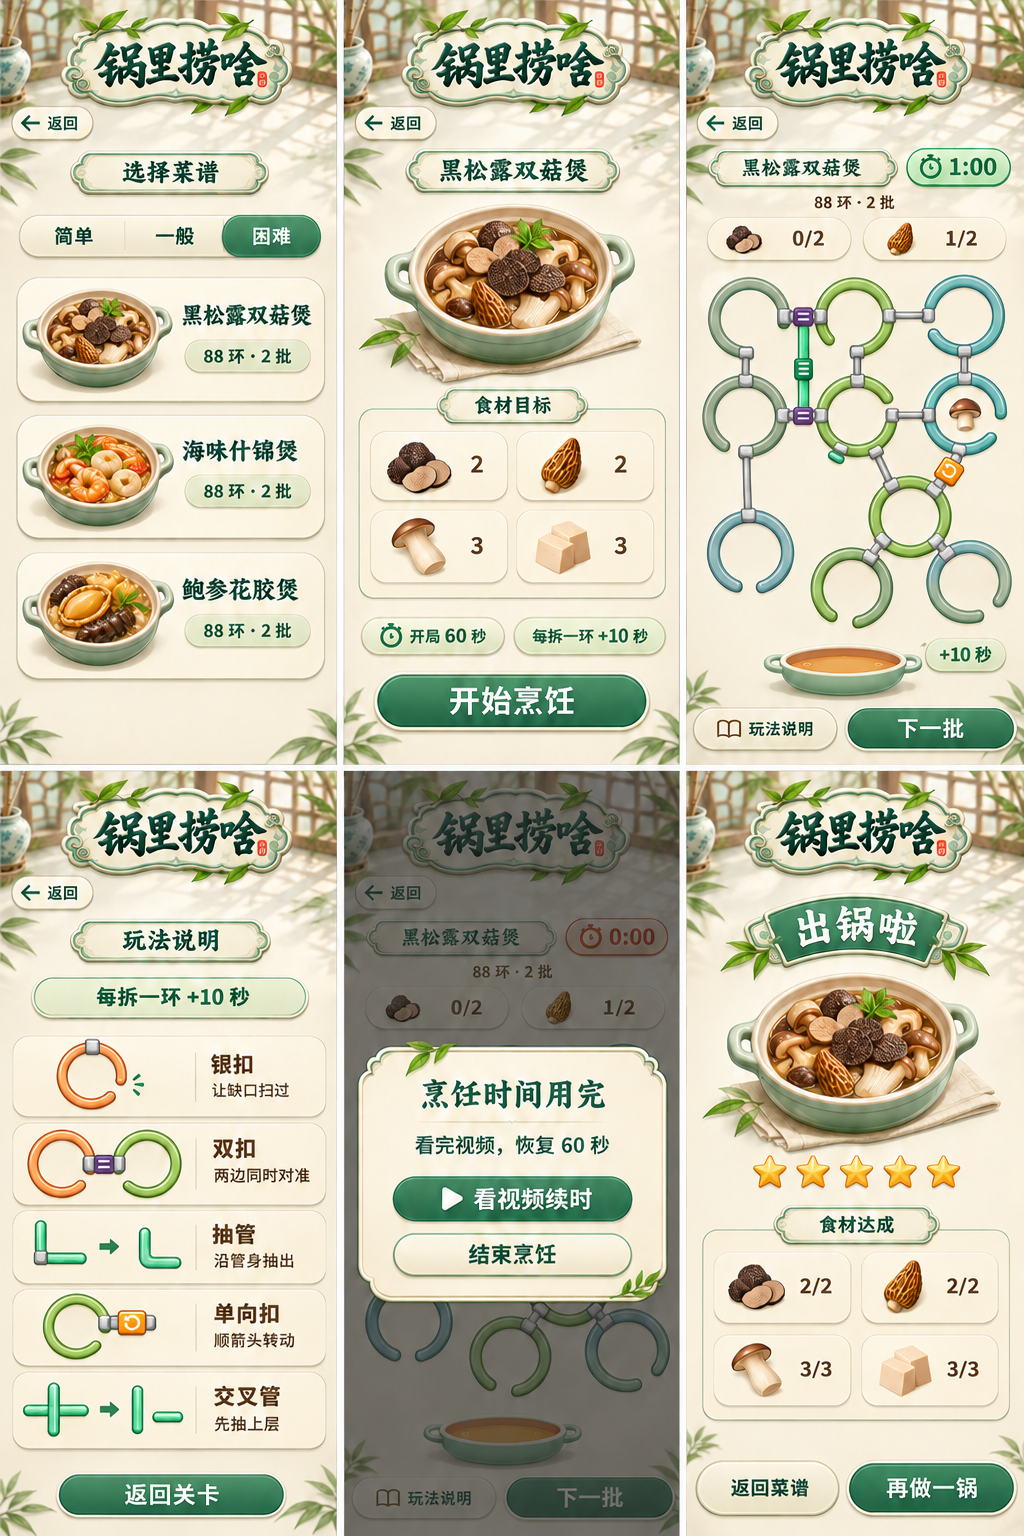 锅里捞啥
返回
选择菜谱
简单
一般
困难
黑松露双菇煲
88 环 · 2 批
海味什锦煲
88 环 · 2 批
鲍参花胶煲
88 环 · 2 批
锅里捞啥
返回
黑松露双菇煲
食材目标
2
2
3
3
开局 60 秒
每拆一环 +10 秒
开始烹饪
锅里捞啥
返回
黑松露双菇煲
1:00
88 环 · 2 批
0/2
1/2
+10 秒
玩法说明
下一批
锅里捞啥
返回
玩法说明
每拆一环 +10 秒
银扣
让缺口扫过
双扣
两边同时对准
抽管
沿管身抽出
单向扣
顺箭头转动
交叉管
先抽上层
返回关卡
锅里捞啥
返回
黑松露双菇煲
0:00
88 环 · 2 批
0/2
1/2
烹饪时间用完
看完视频，恢复 60 秒
看视频续时
结束烹饪
玩法说明
下一批
锅里捞啥
出锅啦
食材达成
2/2
2/2
3/3
3/3
返回菜谱
再做一锅